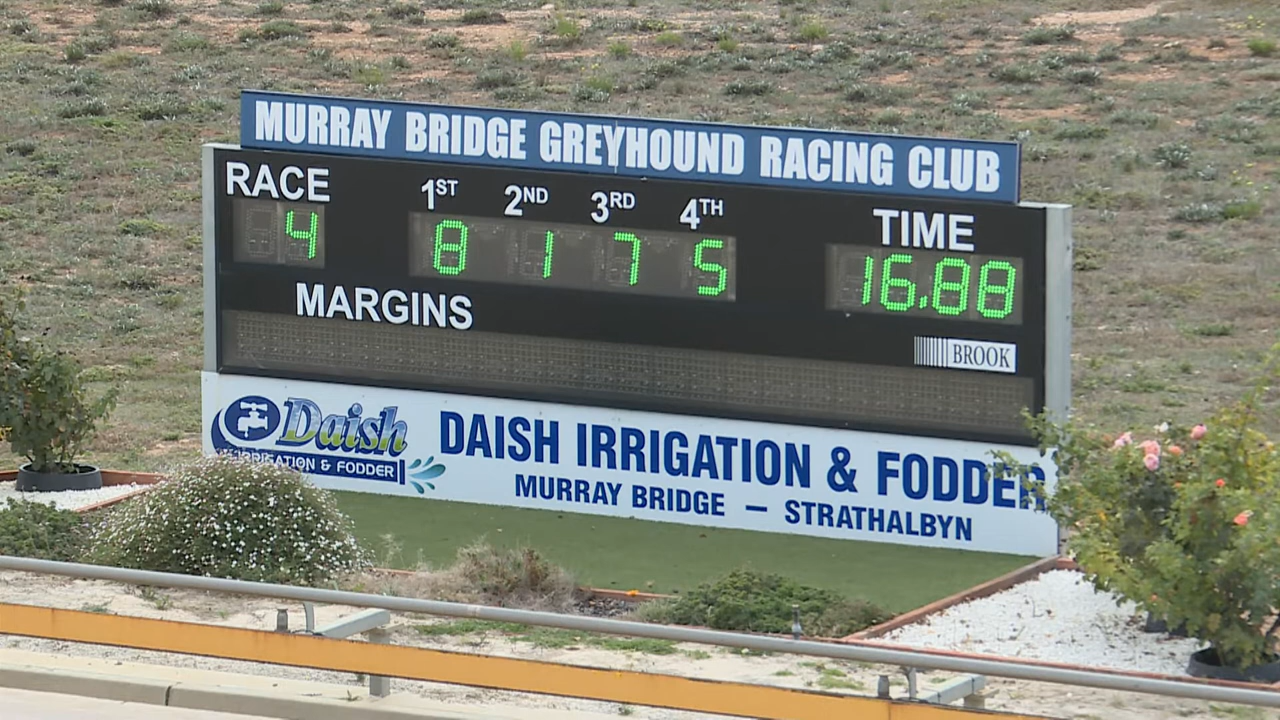 MURRAY BRIDGE GREYHOUND RACING CLUB
RACE 1ST 2ND 3RD 4TH TIME
4 8 1 7 5 16.88
MARGINS
BROOK
Daish
IRRIGATION & FODDER
DAISH IRRIGATION & FODDER
MURRAY BRIDGE — STRATHALBYN